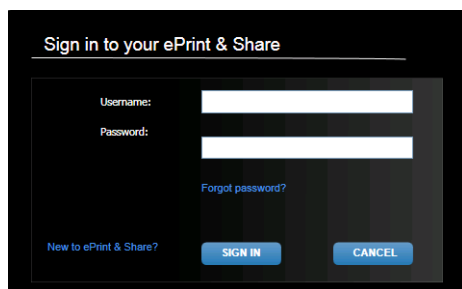 Sign in to your ePrint & Share
Username:
Password:
Forgot password?
New to ePrint & Share?
SIGN IN
CANCEL